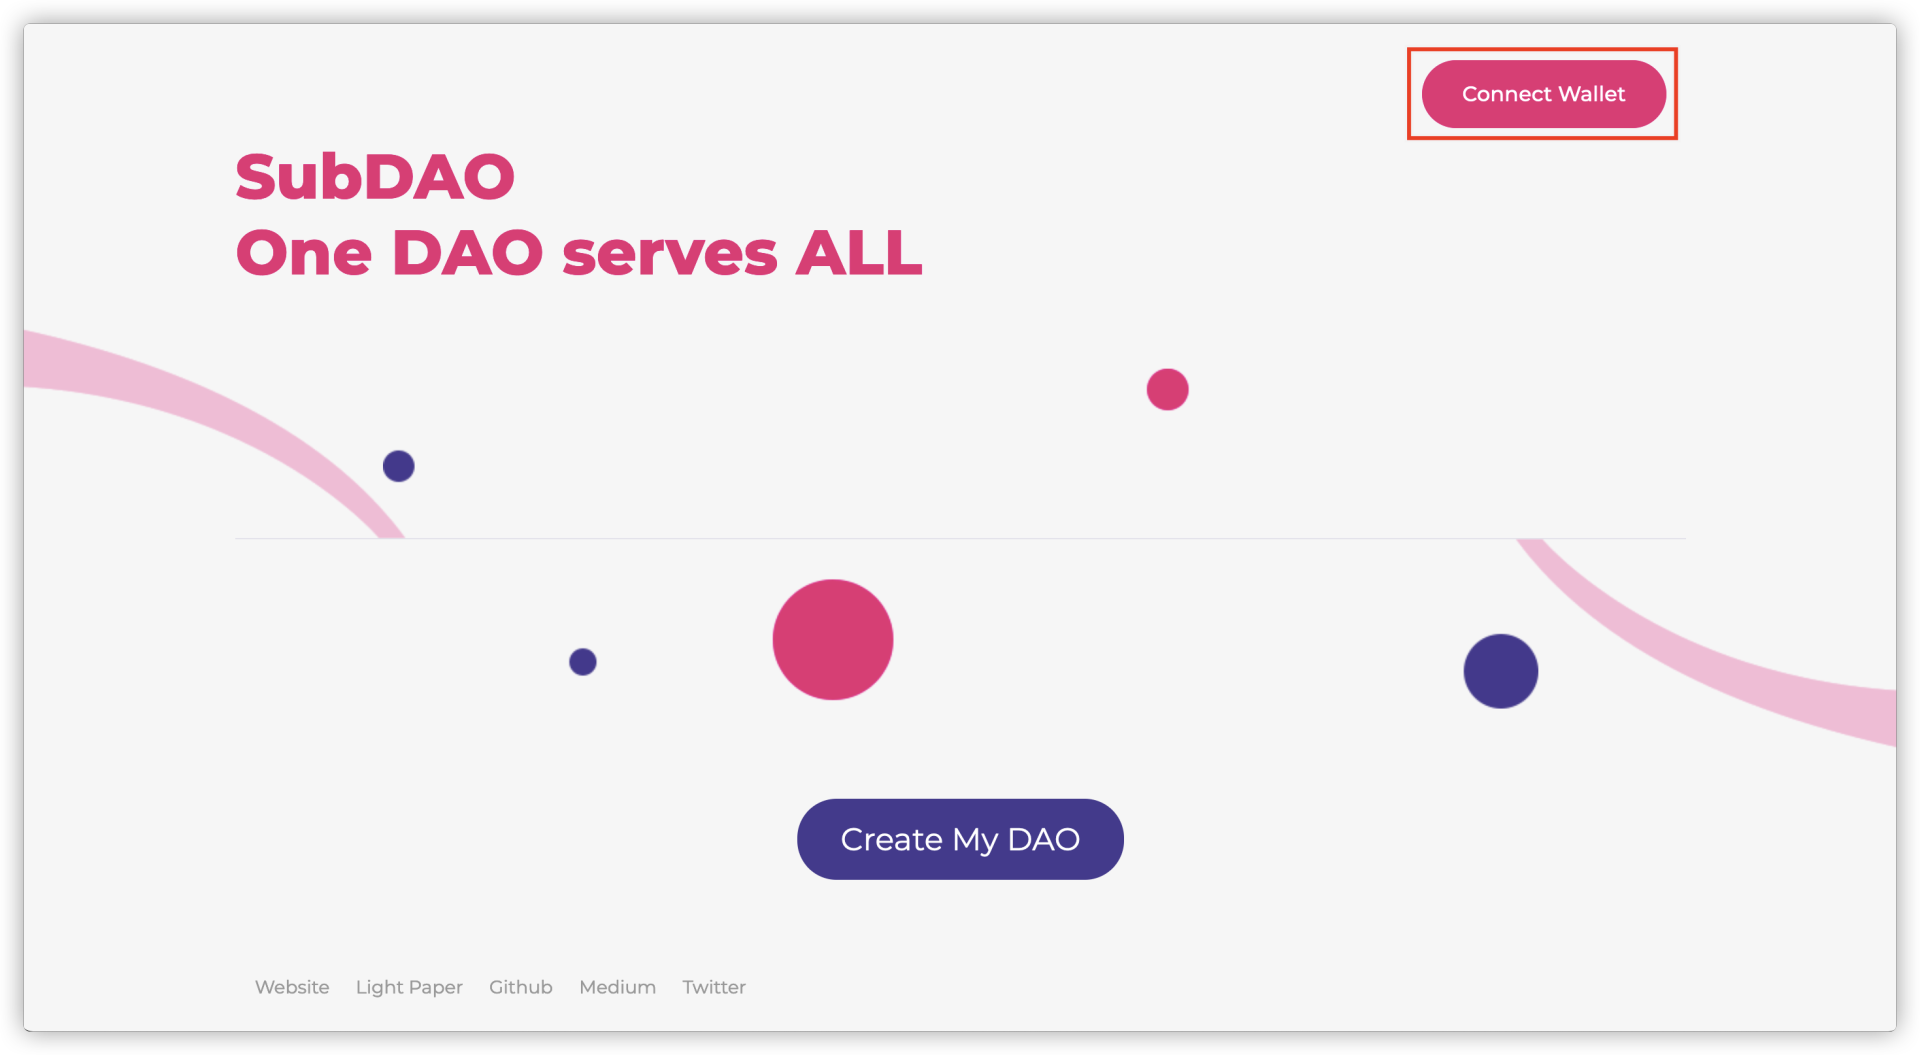 Connect Wallet
SubDAO
One DAO serves ALL
Create My DAO
Website Light Paper Github Medium Twitter